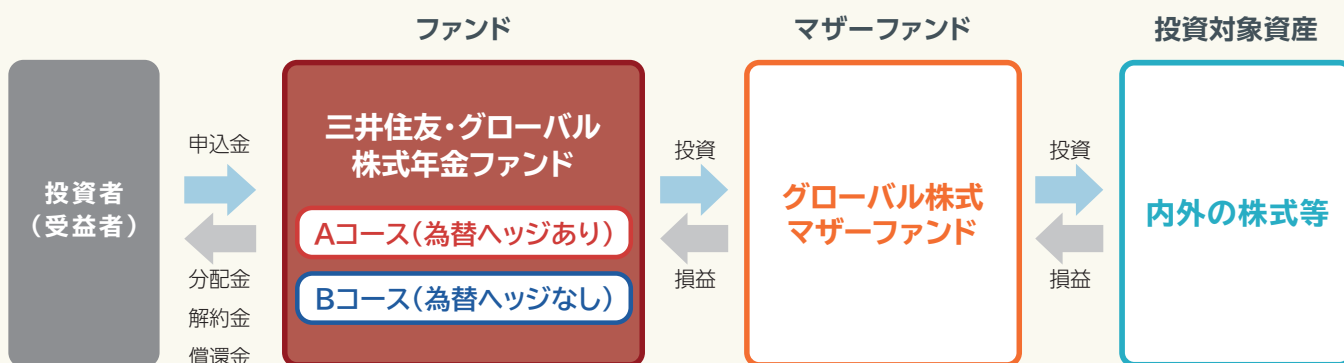 ファンド
マザーファンド
投資対象資産
投資者
(受益者)
申込金
分配金
解約金
償還金
三井住友・グローバル
株式年金ファンド
Aコース(為替ヘッジあり)
Bコース(為替ヘッジなし)
投資
損益
グローバル株式
マザーファンド
投資
損益
内外の株式等